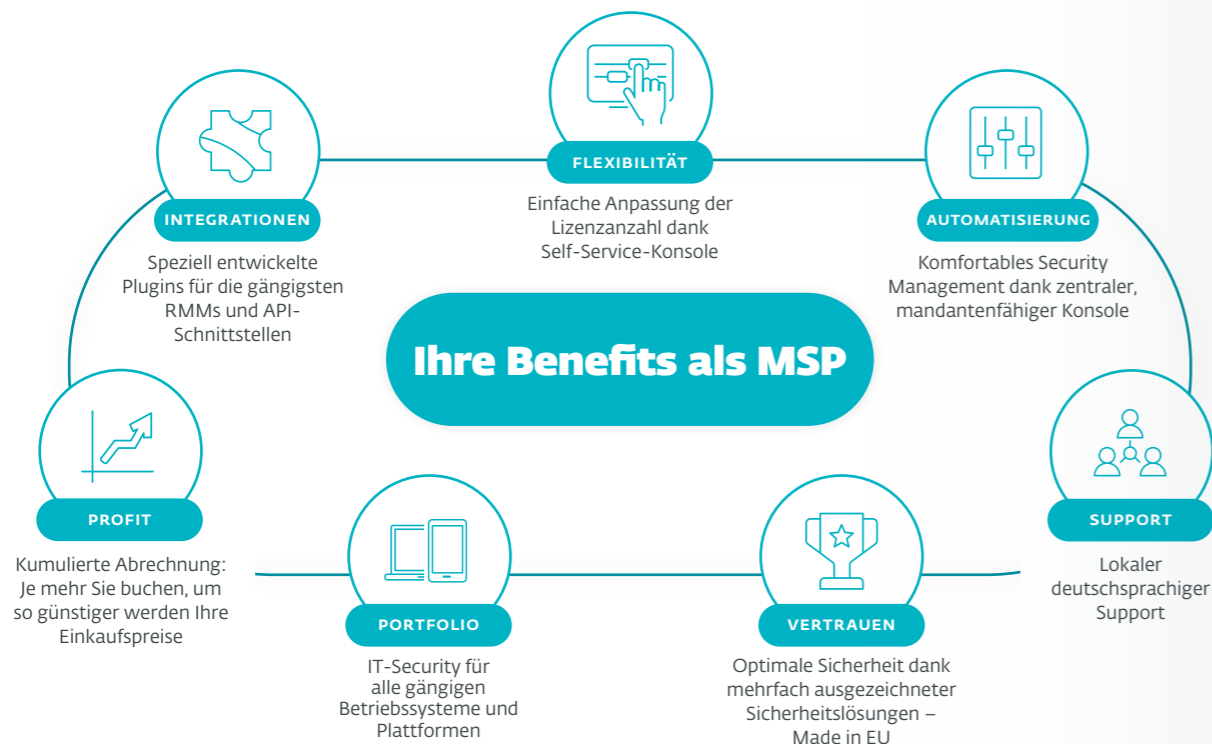 FLEXIBILITÄT
Einfache Anpassung der
Lizenzanzahl dank
Self-Service-Konsole
INTEGRATIONEN
Speziell entwickelte
Plugins für die gängigsten
RMMs und API-
Schnittstellen
AUTOMATISIERUNG
Komfortables Security
Management dank zentraler,
mandantenfähiger Konsole
Ihre Benefits als MSP
PROFIT
Kumulierte Abrechnung:
Je mehr Sie buchen, um
so günstiger werden Ihre
Einkaufspreise
PORTFOLIO
IT-Security für
alle gängigen
Betriebssysteme und
Plattformen
VERTRAUEN
Optimale Sicherheit dank
mehrfach ausgezeichneter
Sicherheitslösungen –
Made in EU
SUPPORT
Lokaler
deutschsprachiger
Support